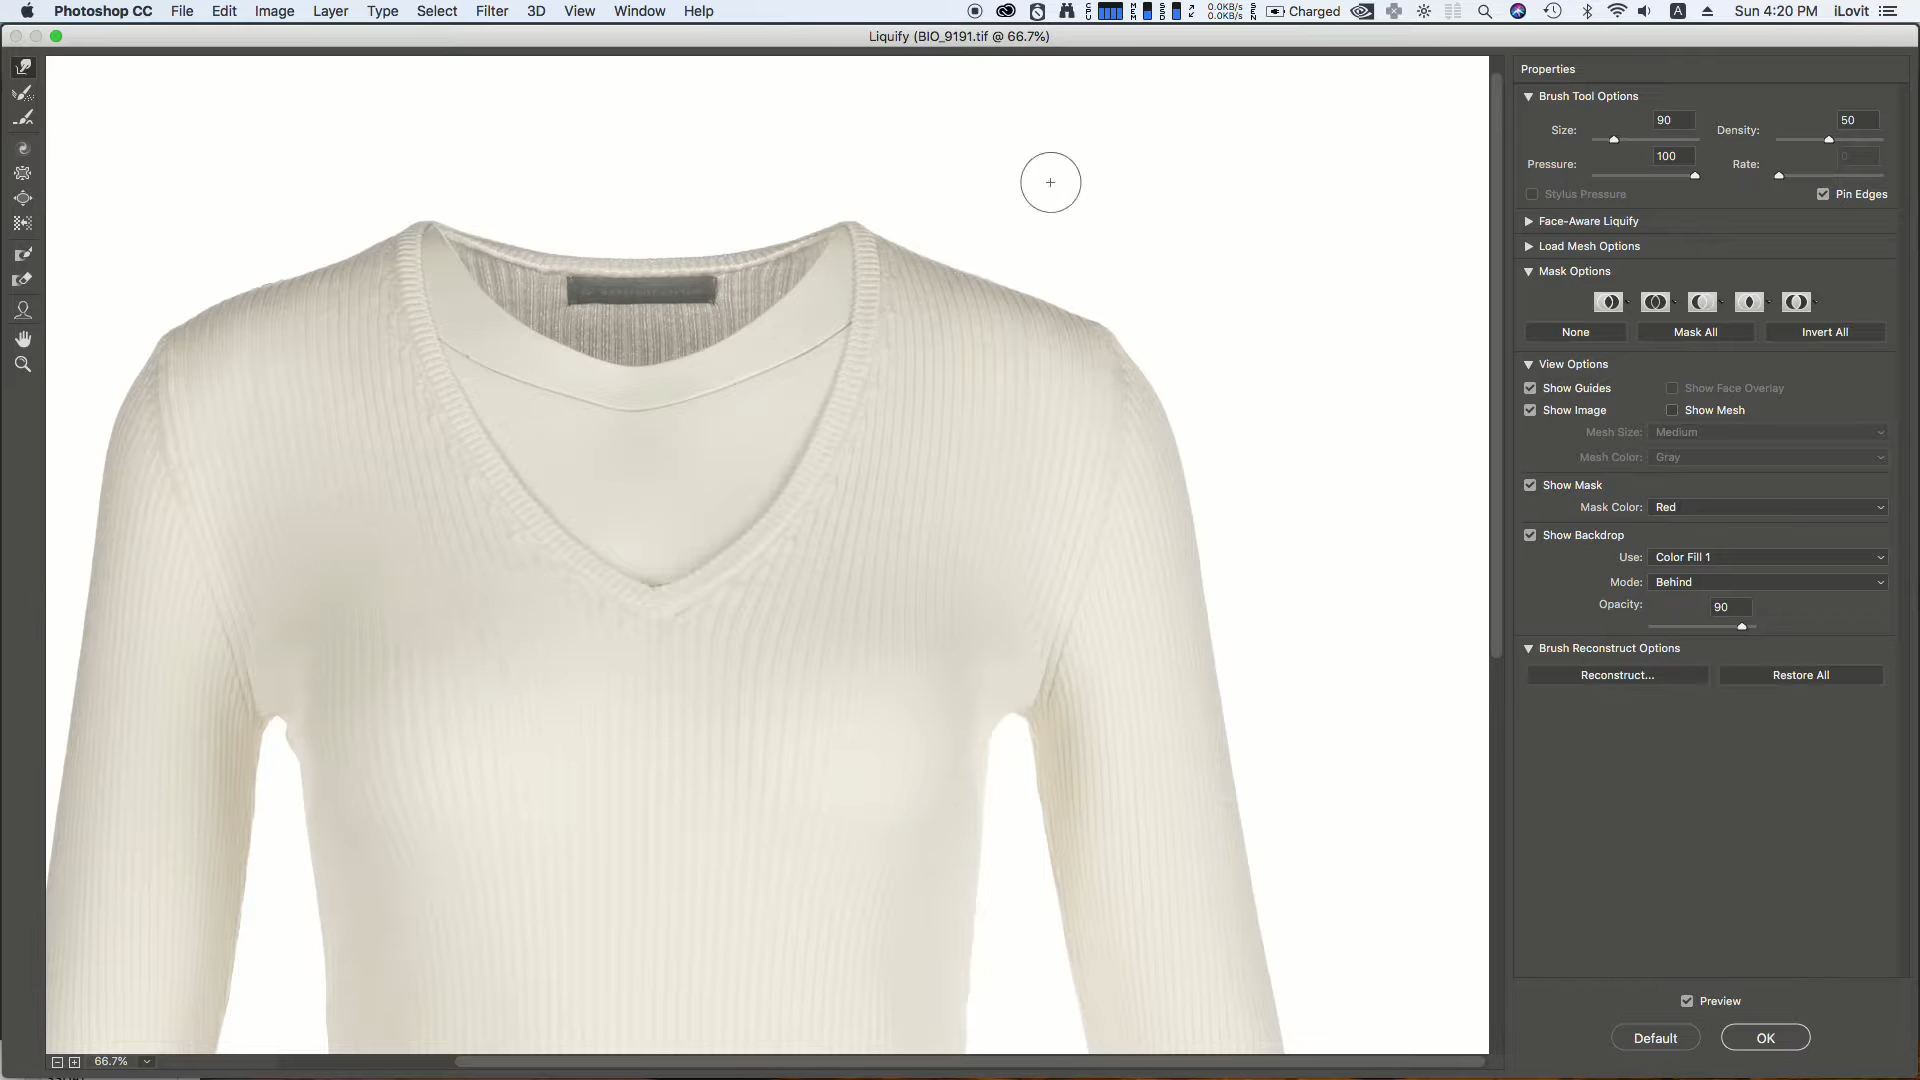 Photoshop CC File Edit Image Layer Type Select Filter 3D View Window Help 0.0KB/s 0.0KB/s Charged A Sun 4:20 PM iLovit
Liquify (BIO_9191.tif @ 66.7%)
Properties
Brush Tool Options
Size: 90 Density: 50
Pressure: 100 Rate: 0
Stylus Pressure Pin Edges
Face-Aware Liquify
Load Mesh Options
Mask Options
None Mask All Invert All
View Options
Show Guides Show Face Overlay
Show Image Show Mesh
Mesh Size: Medium
Mesh Color: Gray
Show Mask
Mask Color: Red
Show Backdrop
Use: Color Fill 1
Mode: Behind
Opacity: 90
Brush Reconstruct Options
Reconstruct... Restore All
Preview
Default OK
66.7%